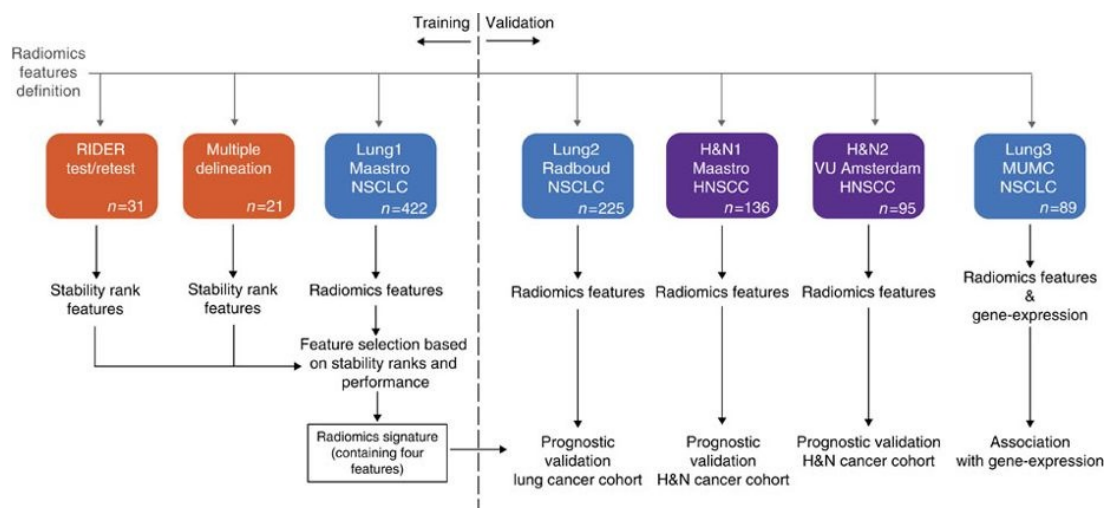 Training
Validation
Radiomics
features
definition
RIDER
test/retest
n=31
Multiple
delineation
n=21
Lung1
Maastro
NSCLC
n=422
Lung2
Radboud
NSCLC
n=225
H&N1
Maastro
HNSCC
n=136
H&N2
VU Amsterdam
HNSCC
n=95
Lung3
MUMC
NSCLC
n=89
Stability rank
features
Stability rank
features
Radiomics features
Radiomics features
Radiomics features
Radiomics features
Radiomics features
&
gene-expression
Feature selection based
on stability ranks and
performance
Radiomics signature
(containing four
features)
Prognostic
validation
lung cancer cohort
Prognostic
validation
H&N cancer cohort
Prognostic validation
H&N cancer cohort
Association
with gene-expression